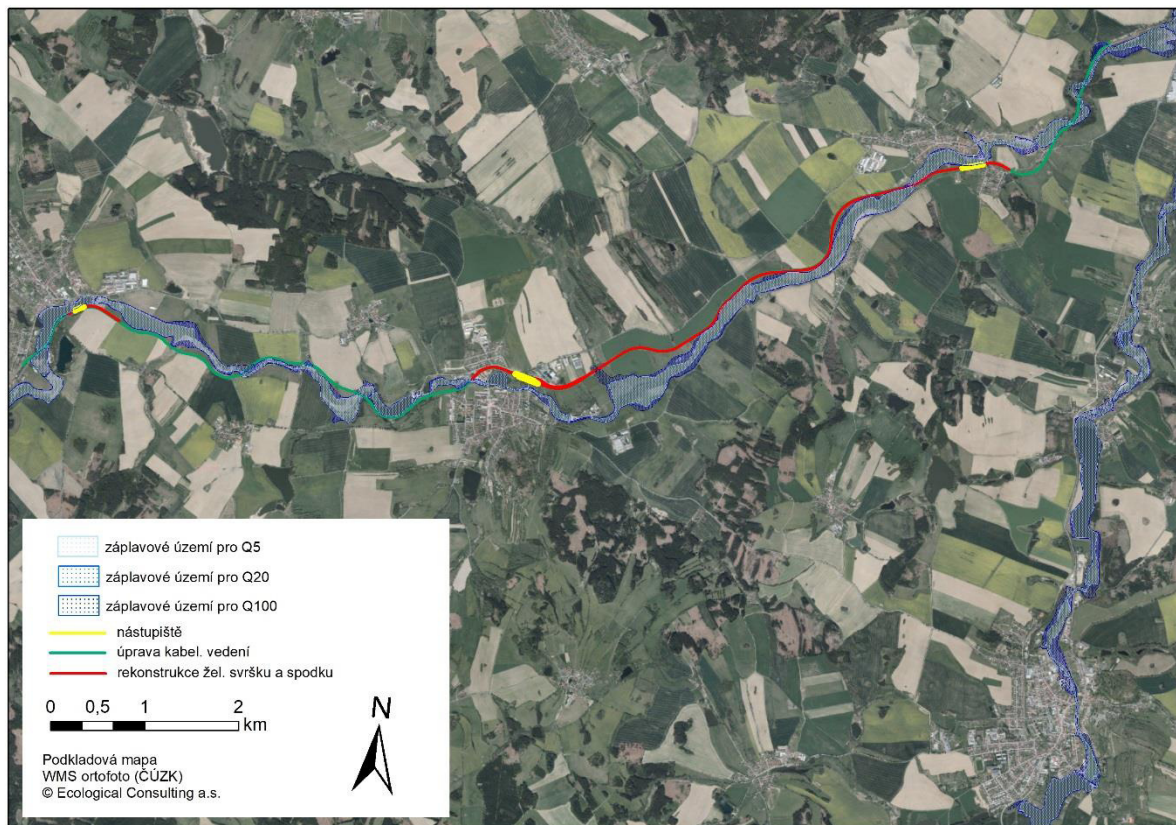 záplavové území pro Q5
záplavové území pro Q20
záplavové území pro Q100
nástupiště
úprava kabel. vedení
rekonstrukce žel. svršku a spodku
0 0,5 1 2
km
N
Podkladová mapa
WMS ortofoto (ČÚZK)
© Ecological Consulting a.s.